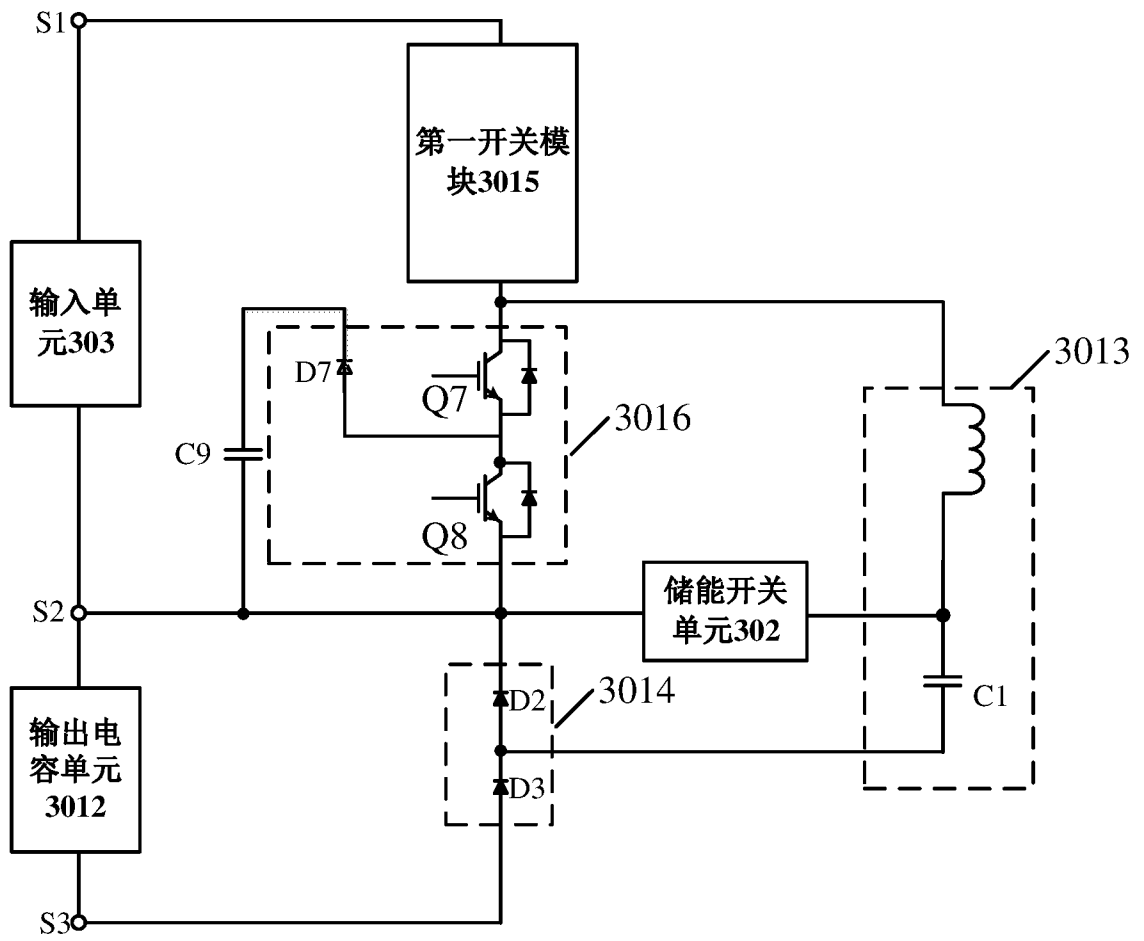 S1
第一开关模
块3015
输入单
元303
D7
Q7
3016
3013
C9
Q8
S2
储能开关
单元302
3014
D2
C1
输出电
容单元
3012
D3
S3